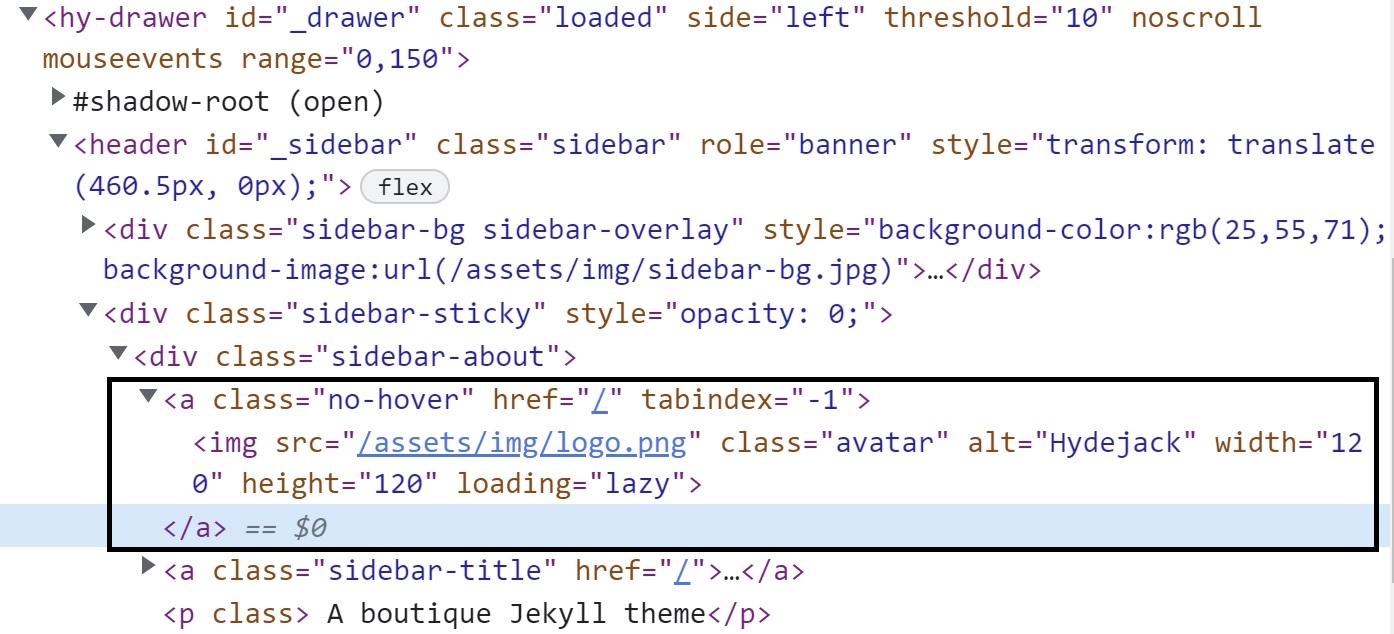 <hy-drawer id="_drawer" class="loaded" side="left" threshold="10" noscroll
mouseevents range="0,150">
#shadow-root (open)
<header id="_sidebar" class="sidebar" role="banner" style="transform: translate
(460.5px, 0px);"> flex
<div class="sidebar-bg sidebar-overlay" style="background-color:rgb(25,55,71);
background-image:url(/assets/img/sidebar-bg.jpg)">…</div>
<div class="sidebar-sticky" style="opacity: 0;">
<div class="sidebar-about">
<a class="no-hover" href="/" tabindex="-1">
<img src="/assets/img/logo.png" class="avatar" alt="Hydejack" width="12
0" height="120" loading="lazy">
</a> == $0
<a class="sidebar-title" href="/">…</a>
<p class> A boutique Jekyll theme</p>